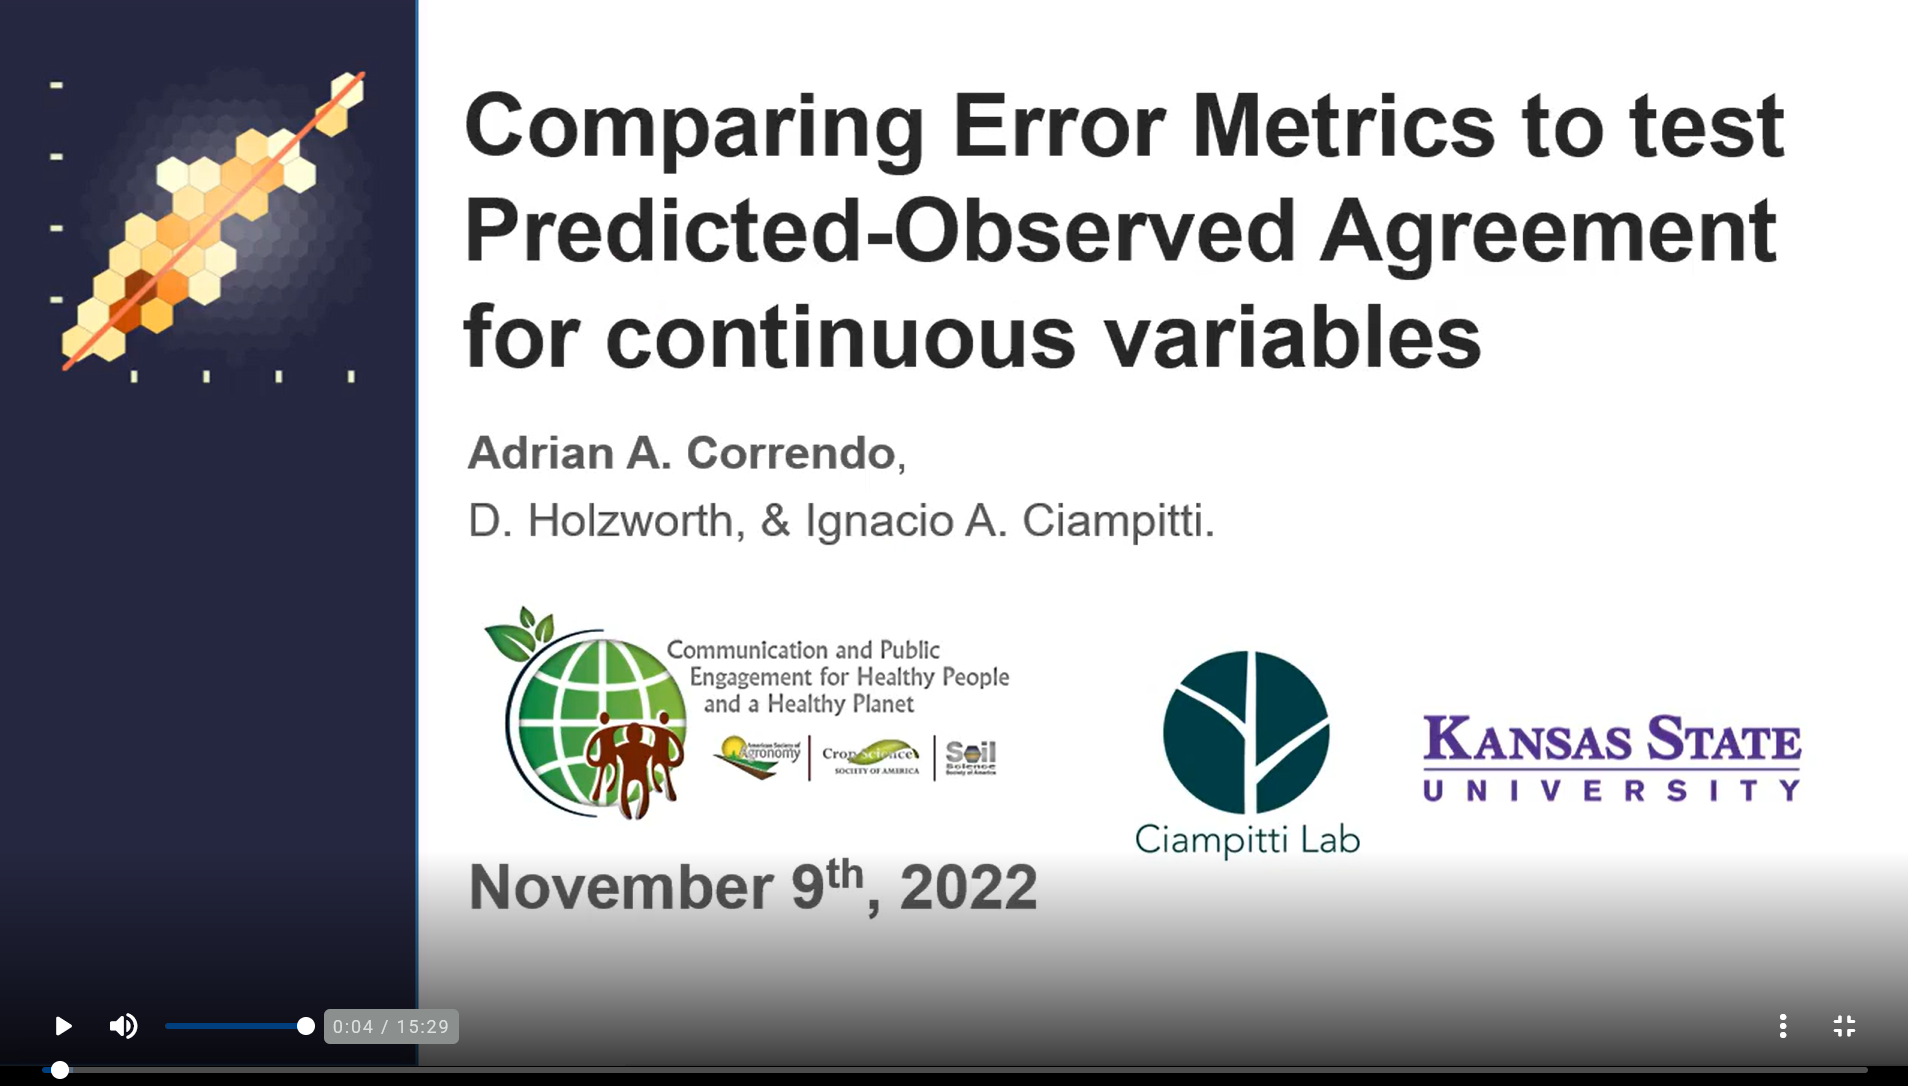 Comparing Error Metrics to test
Predicted-Observed Agreement
for continuous variables
Adrian A. Correndo,
D. Holzworth, & Ignacio A. Ciampitti.
Communication and Public
Engagement for Healthy People
and a Healthy Planet
American Society of
Agronomy
Crop Science
SOCIETY OF AMERICA
Soil
Science
Society of America
Ciampitti Lab
KANSAS STATE
UNIVERSITY
November 9th, 2022
0:04 / 15:29